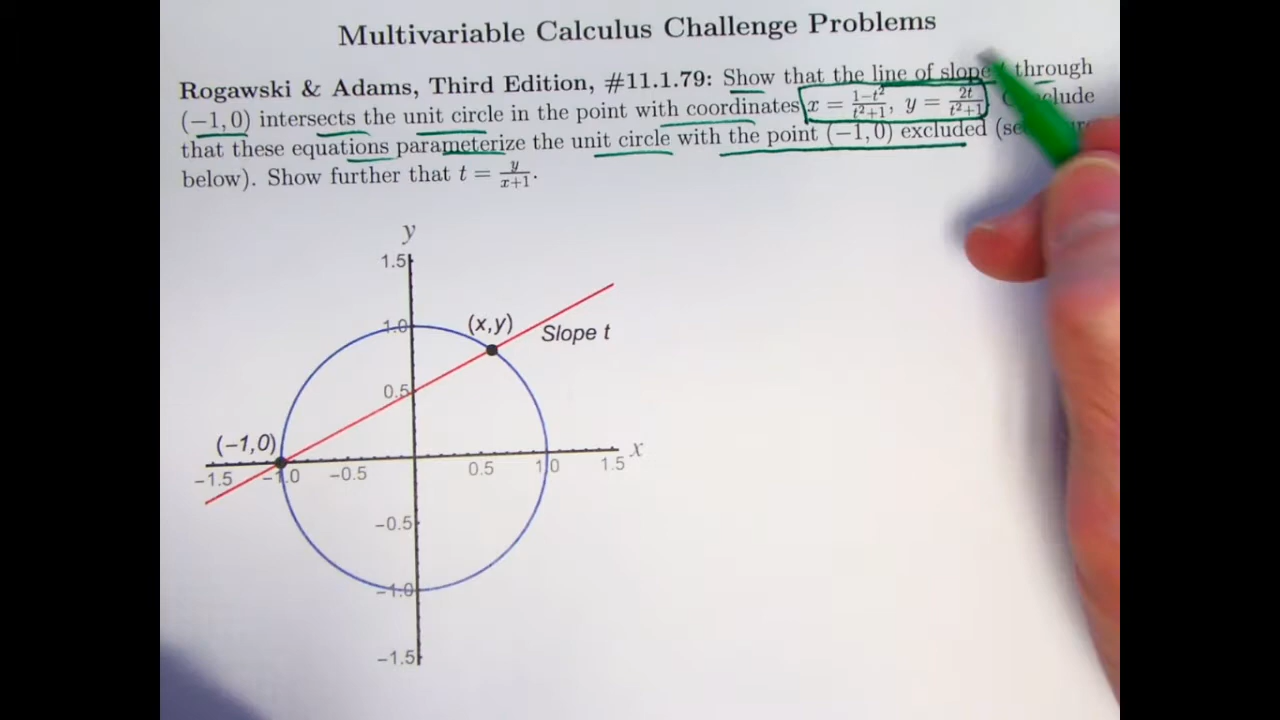 Multivariable Calculus Challenge Problems
Rogawski & Adams, Third Edition, #11.1.79: Show that the line of slope t through
(−1, 0) intersects the unit circle in the point with coordinates x = 1−t²/t²+1, y = 2t/t²+1.
that these equations parameterize the unit circle with the point (−1, 0) excluded
below). Show further that t = y/x+1.
y
1.5
1.0
(x,y)
Slope t
0.5
(−1,0)
x
−1.5
−1.0
−0.5
0.5
1.0
1.5
−0.5
−1.0
−1.5